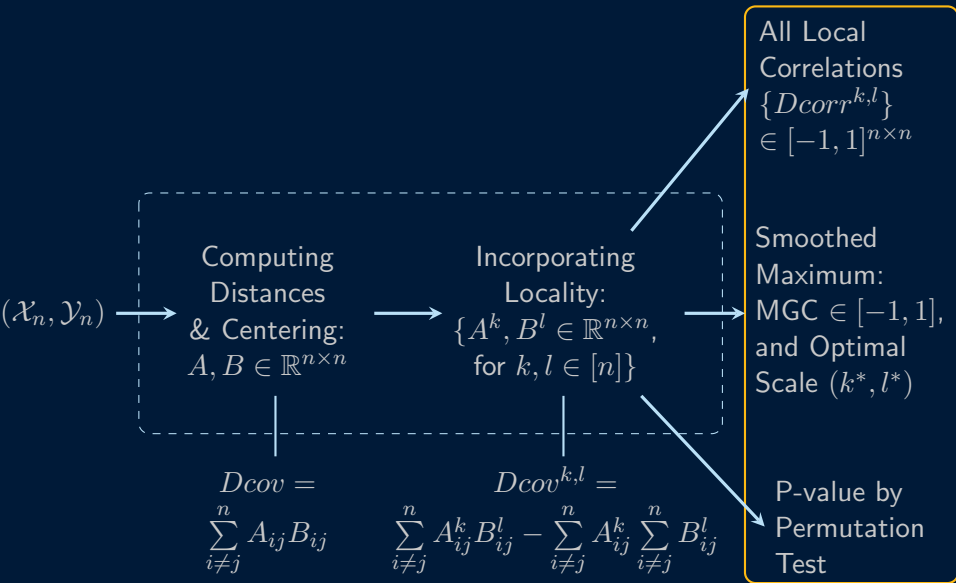 (𝒳_n, 𝒴_n)
Computing
Distances
& Centering:
A, B ∈ ℝ^{n×n}
Incorporating
Locality:
{A^k, B^l ∈ ℝ^{n×n},
for k, l ∈ [n]}
Dcov =
∑_{i≠j}^{n} A_{ij}B_{ij}
Dcov^{k,l} =
∑_{i≠j}^{n} A^k_{ij}B^l_{ij} − ∑_{i≠j}^{n} A^k_{ij} ∑_{i≠j}^{n} B^l_{ij}
All Local
Correlations
{Dcorr^{k,l}}
∈ [−1, 1]^{n×n}
Smoothed
Maximum:
MGC ∈ [−1, 1],
and Optimal
Scale (k*, l*)
P-value by
Permutation
Test